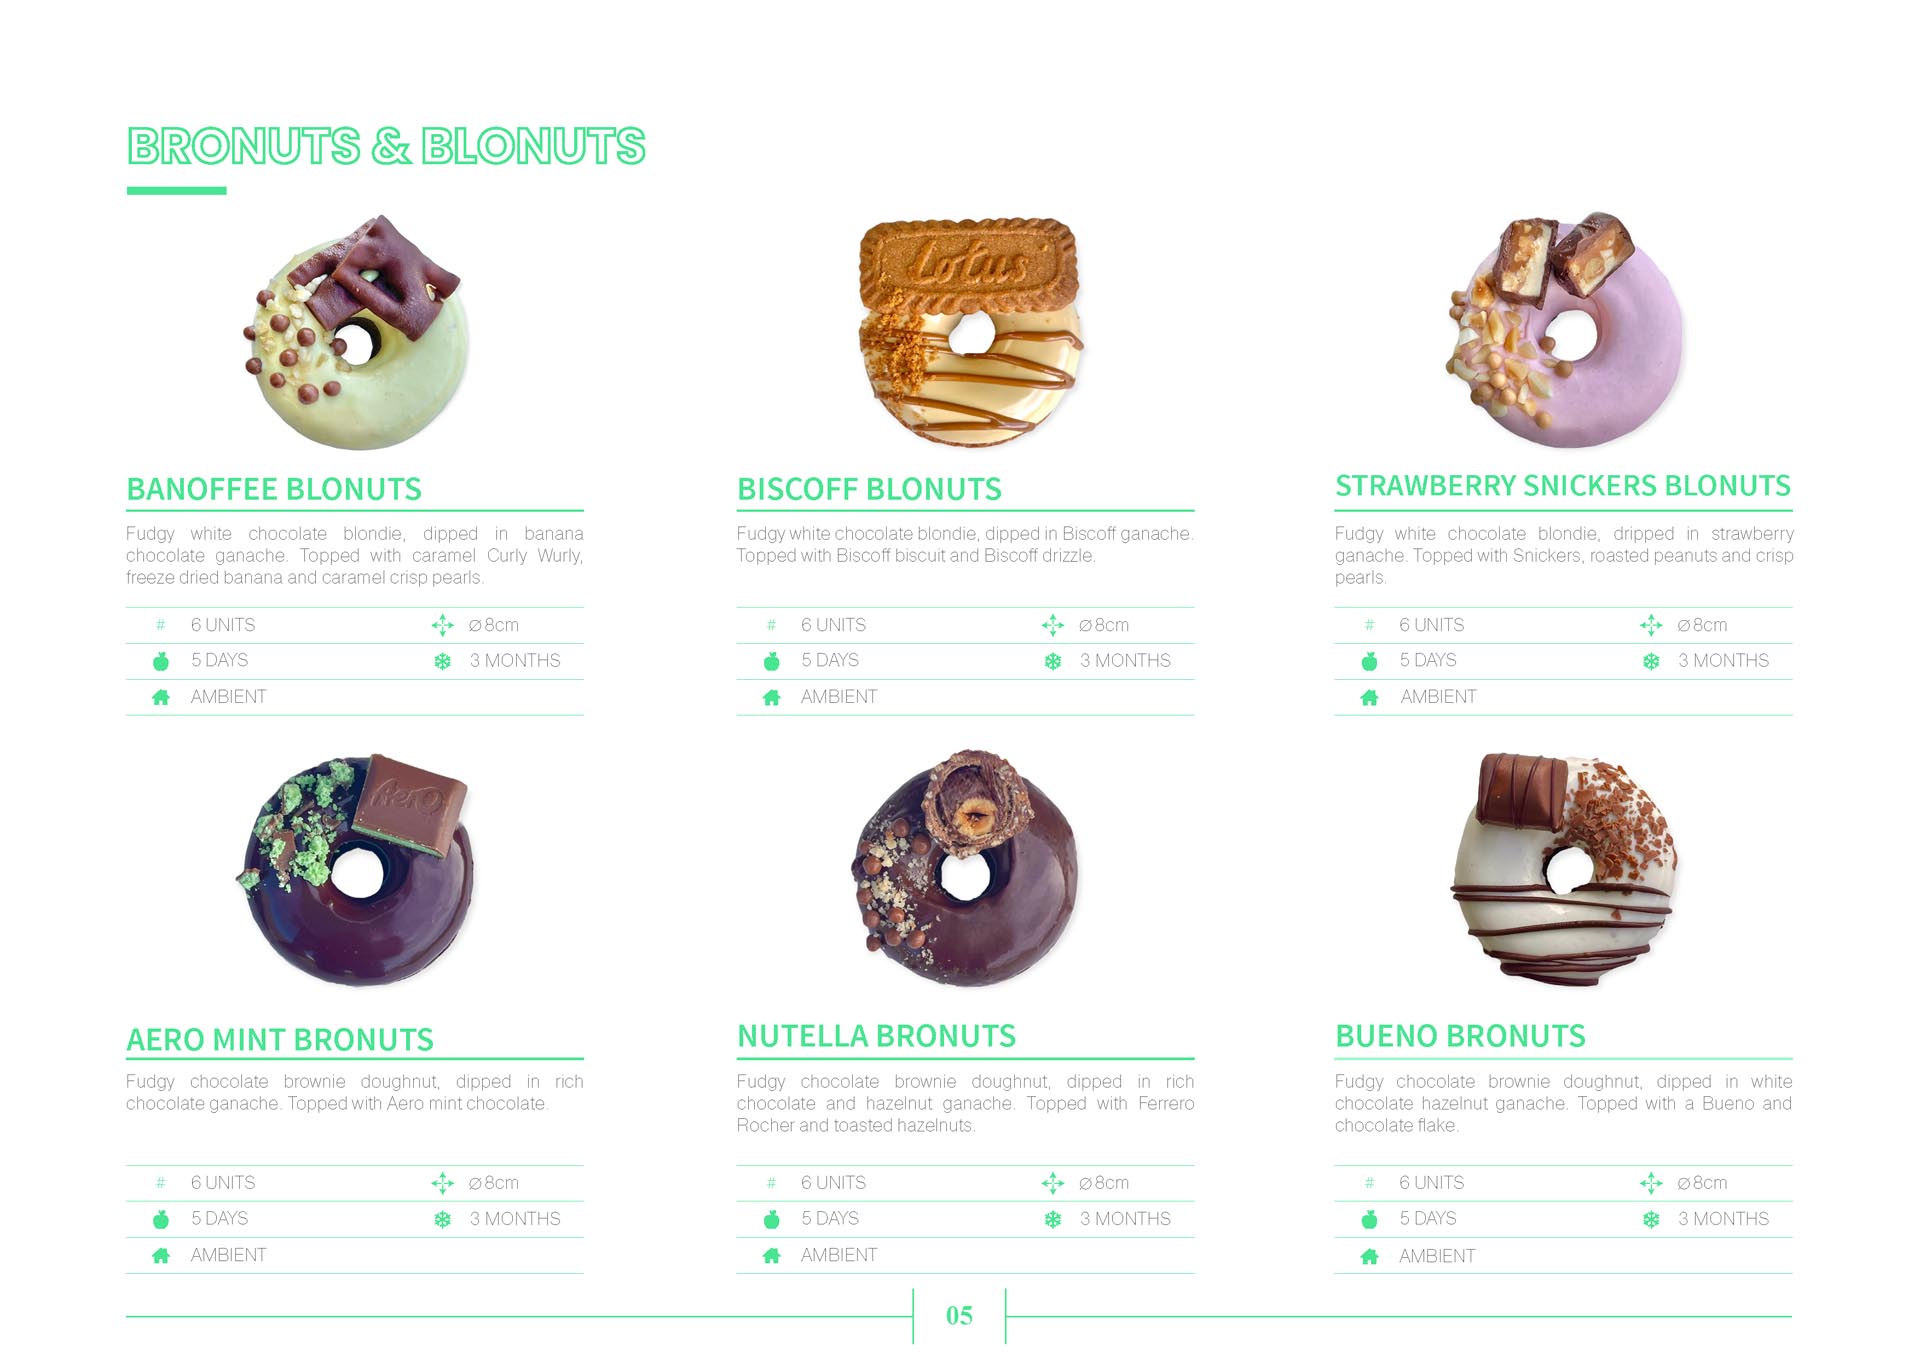 BRONUTS & BLONUTS
Lotus
BANOFFEE BLONUTS
Fudgy white chocolate blondie, dipped in banana
chocolate ganache. Topped with caramel Curly Wurly,
freeze dried banana and caramel crisp pearls.
# 6 UNITS Ø8cm
5 DAYS 3 MONTHS
AMBIENT
BISCOFF BLONUTS
Fudgy white chocolate blondie, dipped in Biscoff ganache.
Topped with Biscoff biscuit and Biscoff drizzle.
# 6 UNITS Ø8cm
5 DAYS 3 MONTHS
AMBIENT
STRAWBERRY SNICKERS BLONUTS
Fudgy white chocolate blondie, dripped in strawberry
ganache. Topped with Snickers, roasted peanuts and crisp
pearls.
# 6 UNITS Ø8cm
5 DAYS 3 MONTHS
AMBIENT
Aero
AERO MINT BRONUTS
Fudgy chocolate brownie doughnut, dipped in rich
chocolate ganache. Topped with Aero mint chocolate.
# 6 UNITS Ø8cm
5 DAYS 3 MONTHS
AMBIENT
NUTELLA BRONUTS
Fudgy chocolate brownie doughnut, dipped in rich
chocolate and hazelnut ganache. Topped with Ferrero
Rocher and toasted hazelnuts.
# 6 UNITS Ø8cm
5 DAYS 3 MONTHS
AMBIENT
BUENO BRONUTS
Fudgy chocolate brownie doughnut, dipped in white
chocolate hazelnut ganache. Topped with a Bueno and
chocolate flake.
# 6 UNITS Ø8cm
5 DAYS 3 MONTHS
AMBIENT
05